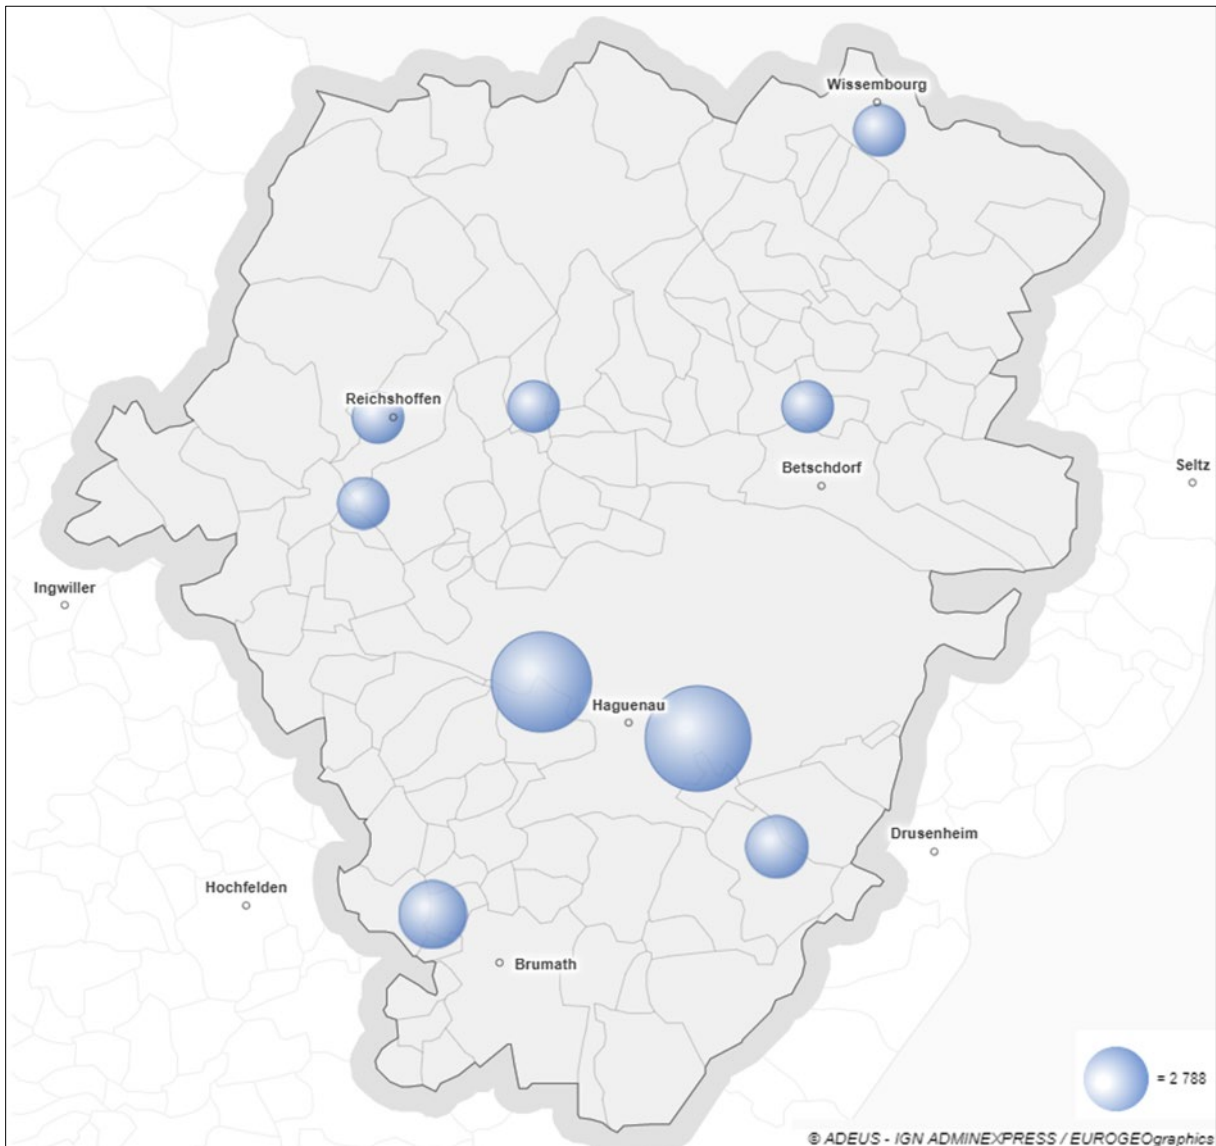 Wissembourg
Reichshoffen
Betschdorf
Seltz
Ingwiller
Haguenau
Drusenheim
Hochfelden
Brumath
= 2 788
© ADEUS - IGN ADMINEXPRESS / EUROGEOgraphics